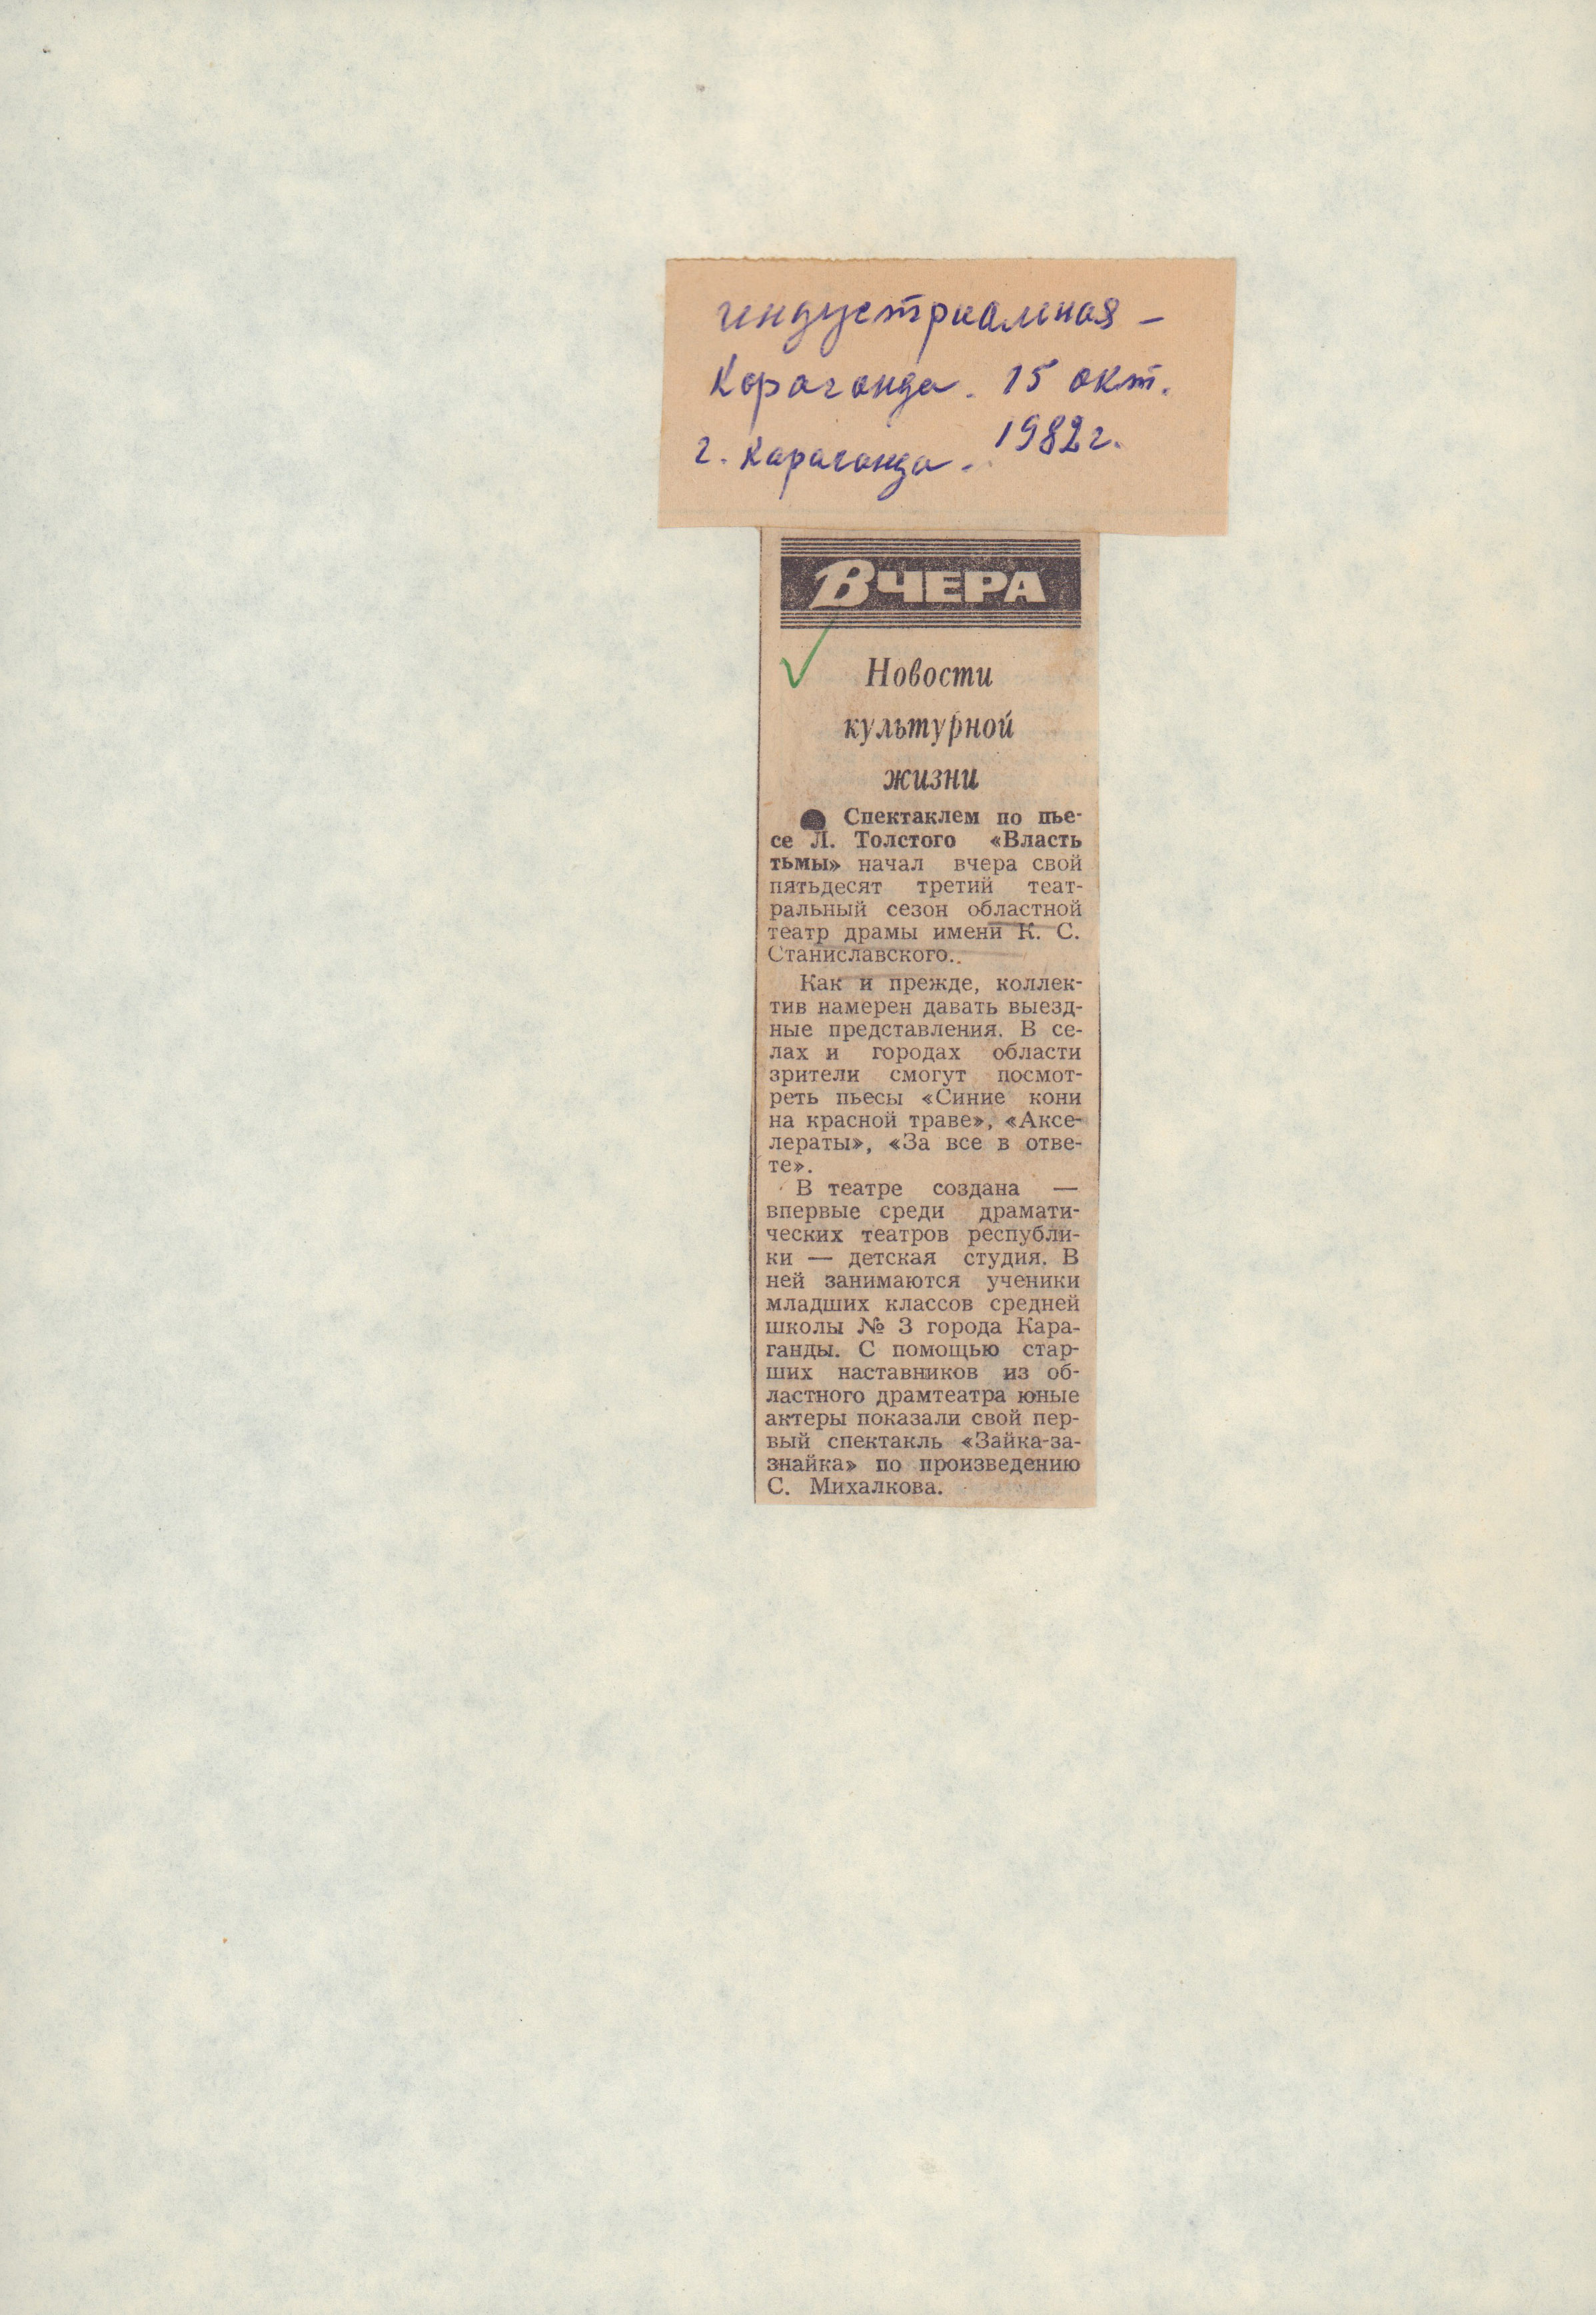 индустриальная –
Караганда. 15 окт.
г. Караганда. 1982г.
ВЧЕРА
Новости
культурной
жизни
● Спектаклем по пье-
се Л. Толстого «Власть
тьмы» начал вчера свой
пятьдесят третий теат-
ральный сезон областной
театр драмы имени К. С.
Станиславского..
Как и прежде, коллек-
тив намерен давать выезд-
ные представления. В се-
лах и городах области
зрители смогут посмот-
реть пьесы «Синие кони
на красной траве», «Аксе-
лераты», «За все в отве-
те».
В театре создана —
впервые среди драмати-
ческих театров республи-
ки — детская студия. В
ней занимаются ученики
младших классов средней
школы № 3 города Кара-
ганды. С помощью стар-
ших наставников из об-
ластного драмтеатра юные
актеры показали свой пер-
вый спектакль «Зайка-за-
знайка» по произведению
С. Михалкова.